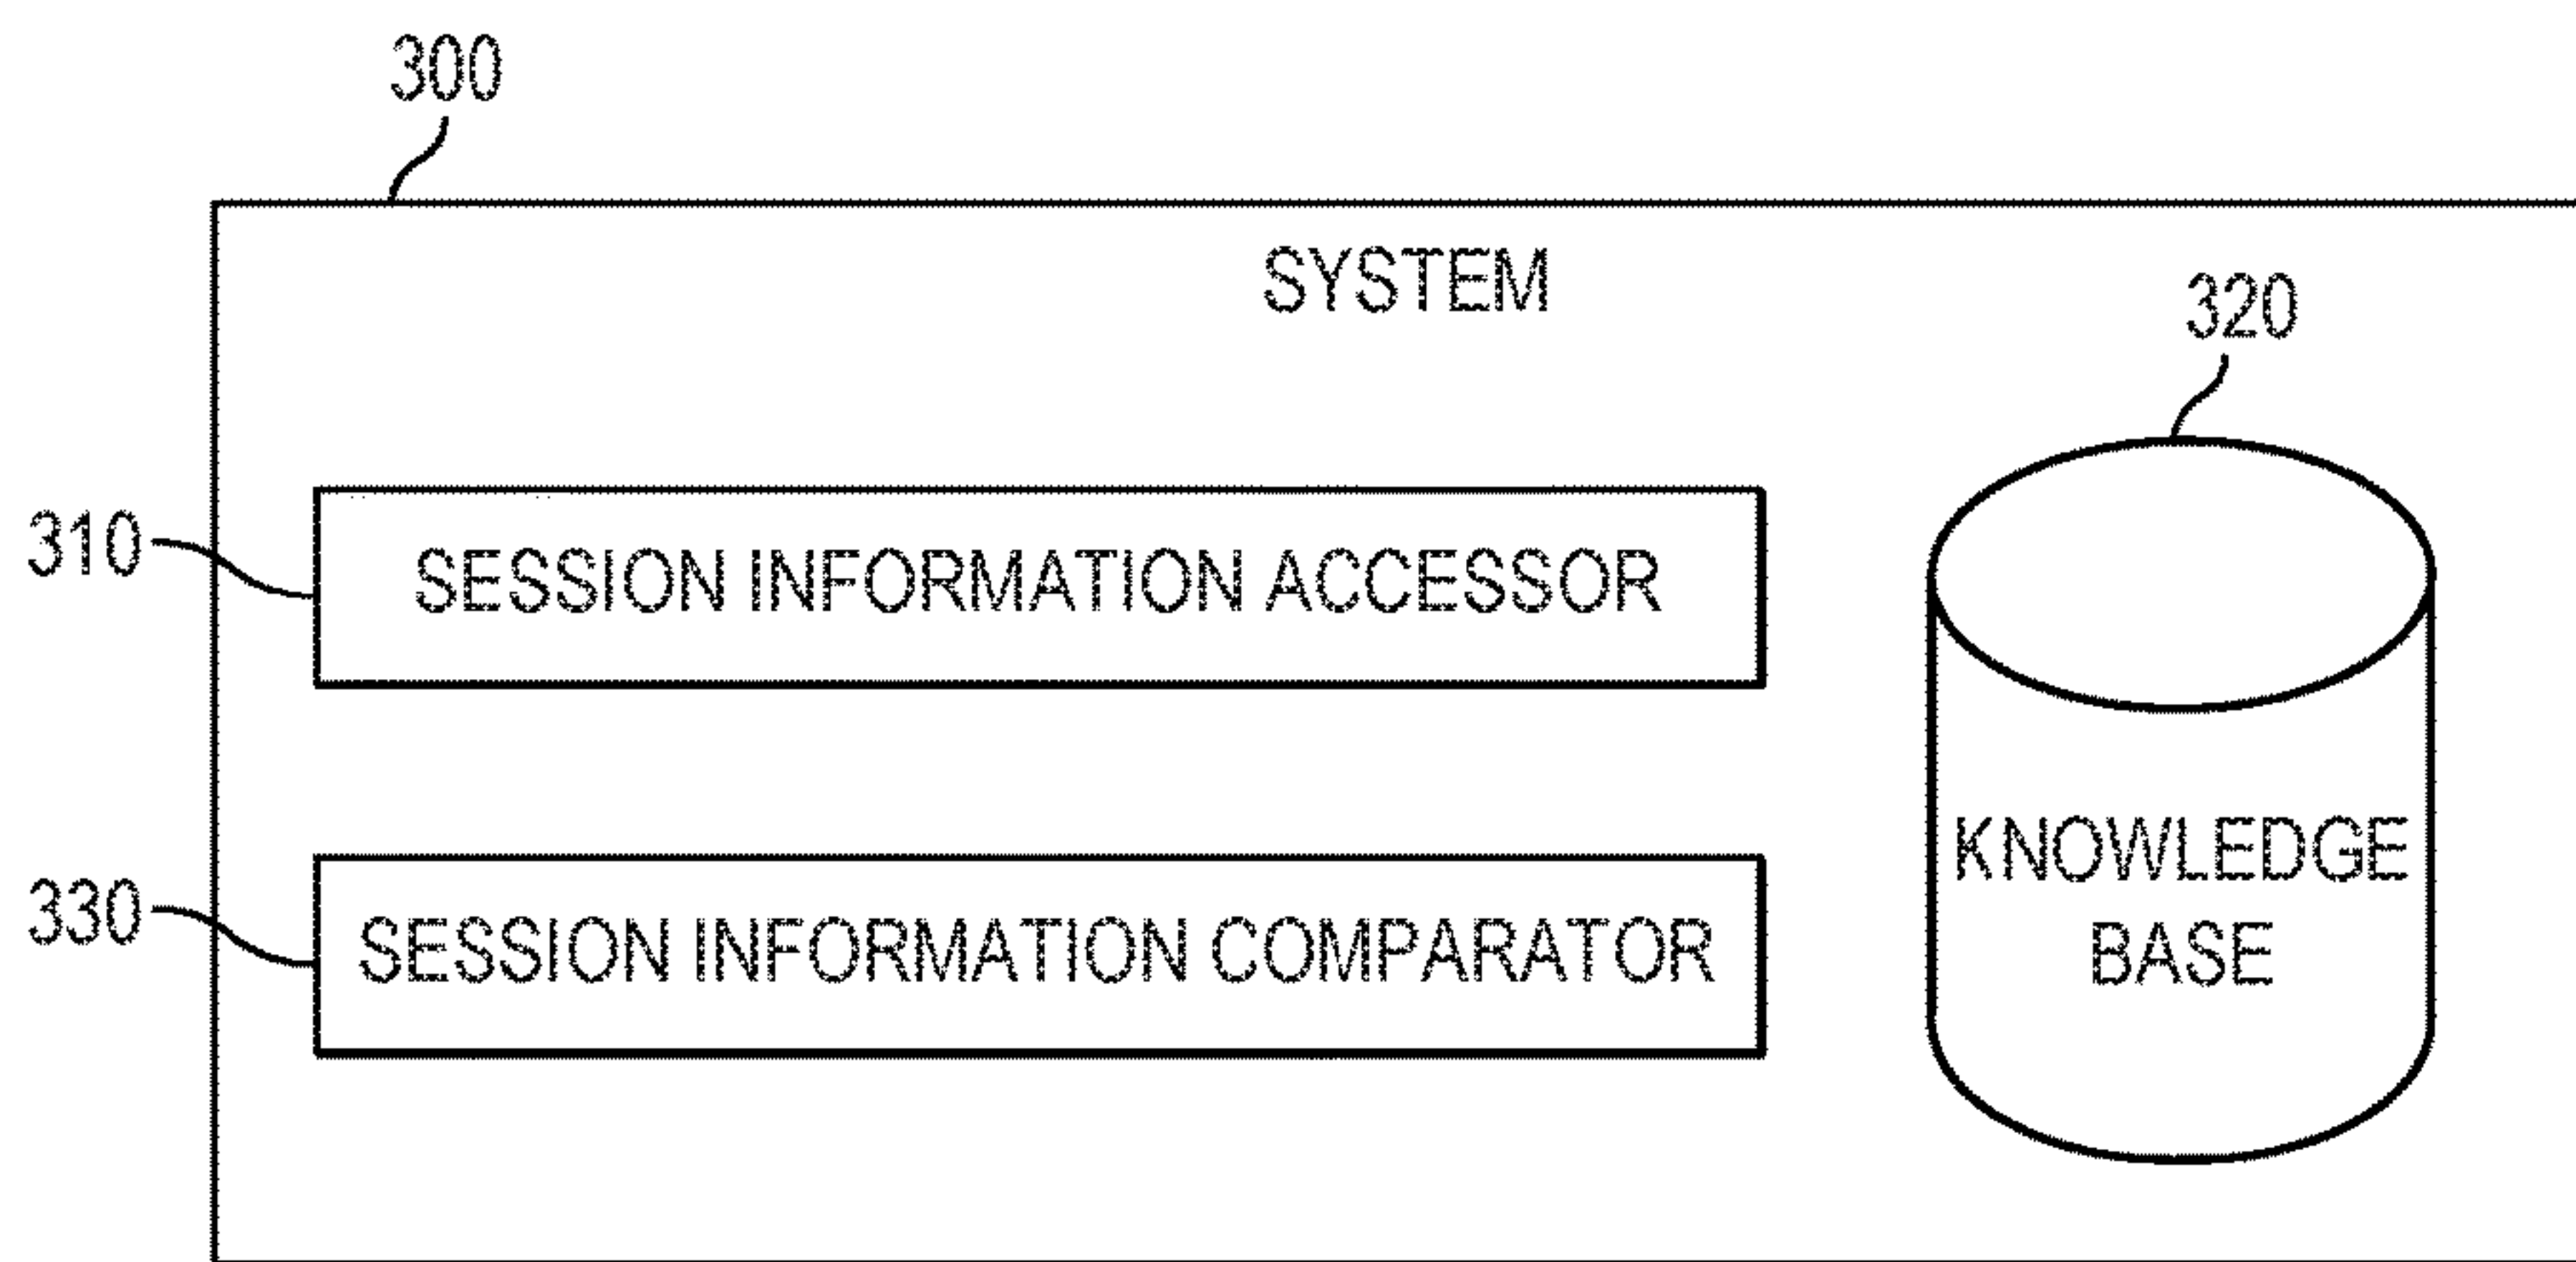 300
SYSTEM
320
310
SESSION INFORMATION ACCESSOR
KNOWLEDGE
BASE
330
SESSION INFORMATION COMPARATOR